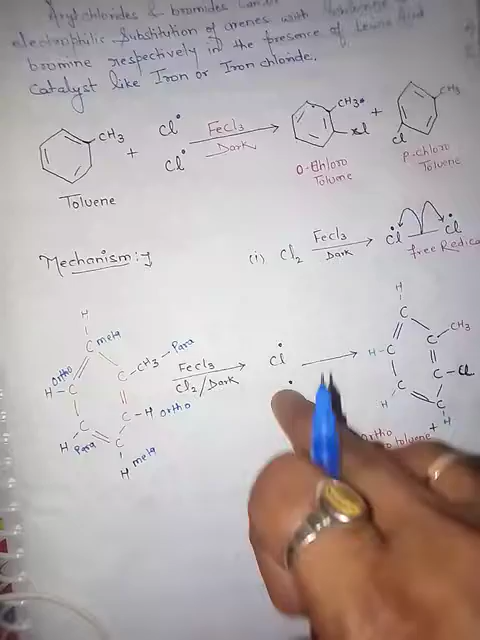 Aryl chlorides & bromides can be
electrophilic Substitution of arenes with
bromine respectively in the presence of Lewis Acid
Catalyst like Iron or Iron chloride.
CH3 + Cl• Cl• FeCl3 Dark CH3 + CH3 Cl
Toluene
O-Chloro Toluene
P-chloro Toluene
Mechanism:-
(i) Cl2 FeCl3 Dark Cl Cl
free Redica
H
C meta
Ortho H-C
C-CH3 Para
C-H Ortho
H Para C C
H meta
FeCl3
Cl2/Dark
Cl
H
C
H-C
C CH3
C-Cl
C C
H H
+
ortho
toluene